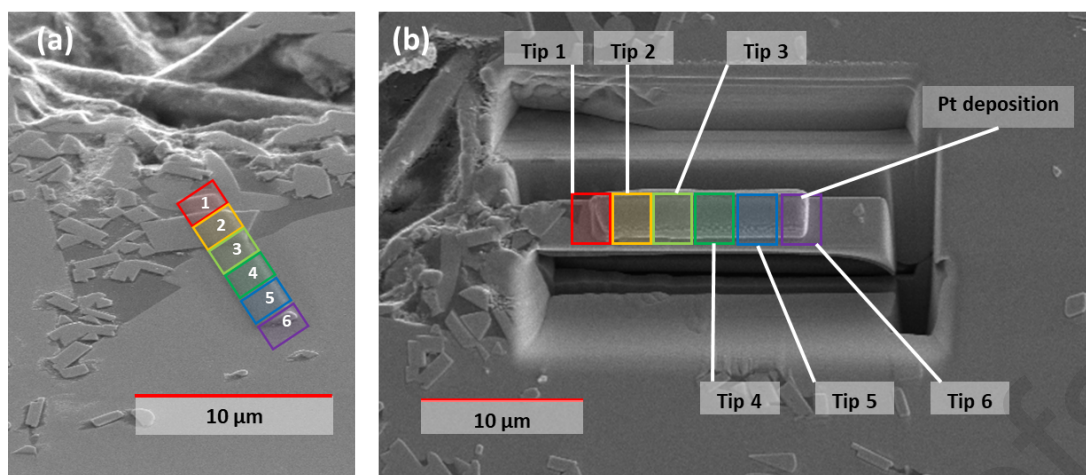 (a)
1
2
3
4
5
6
10 µm
(b)
Tip 1
Tip 2
Tip 3
Pt deposition
Tip 4
Tip 5
Tip 6
10 µm